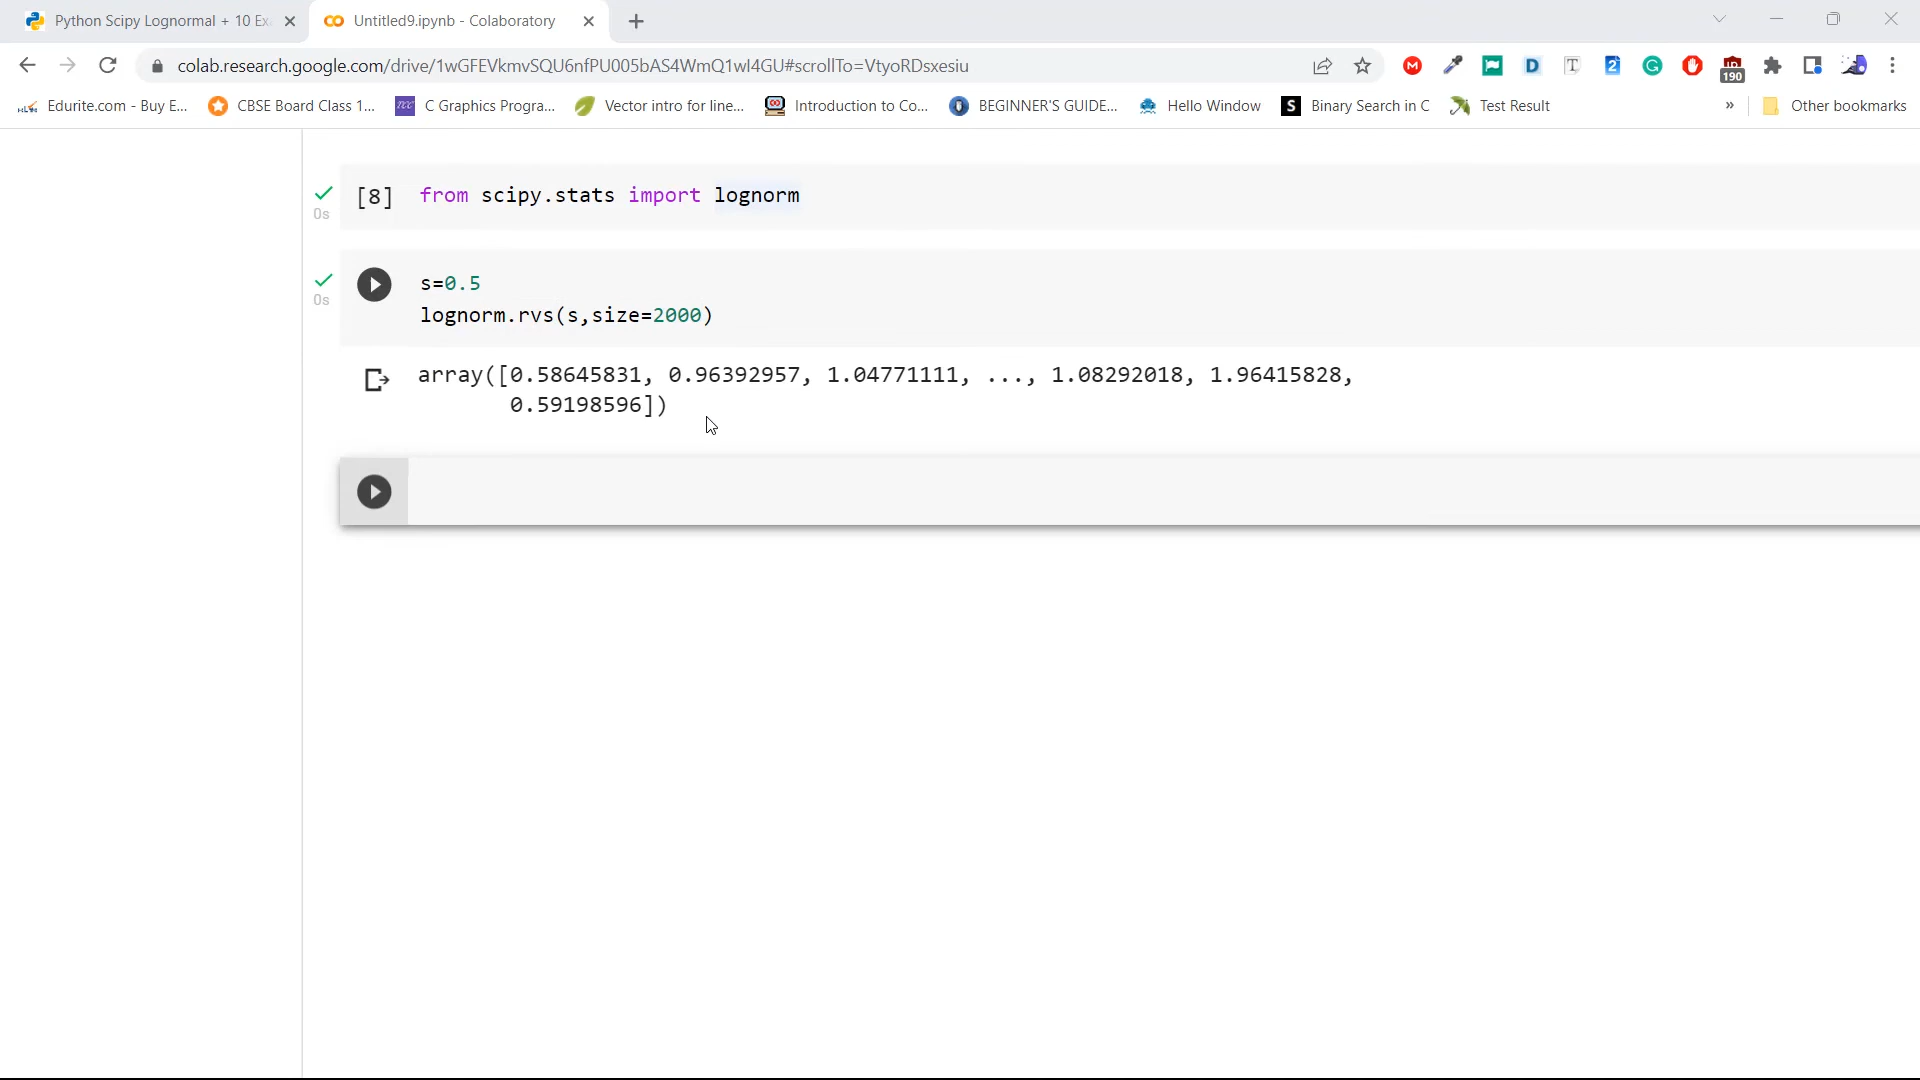 Python Scipy Lognormal + 10 Ex
Untitled9.ipynb - Colaboratory
colab.research.google.com/drive/1wGFEVkmvSQU6nfPU005bAS4WmQ1wI4GU#scrollTo=VtyoRDsxesiu
190
Edurite.com - Buy E...
CBSE Board Class 1...
C Graphics Progra...
Vector intro for line...
Introduction to Co...
BEGINNER'S GUIDE...
Hello Window
Binary Search in C
Test Result
»
Other bookmarks
[8] from scipy.stats import lognorm
0s
s=0.5
0s
lognorm.rvs(s,size=2000)
array([0.58645831, 0.96392957, 1.04771111, ..., 1.08292018, 1.96415828,
0.59198596])